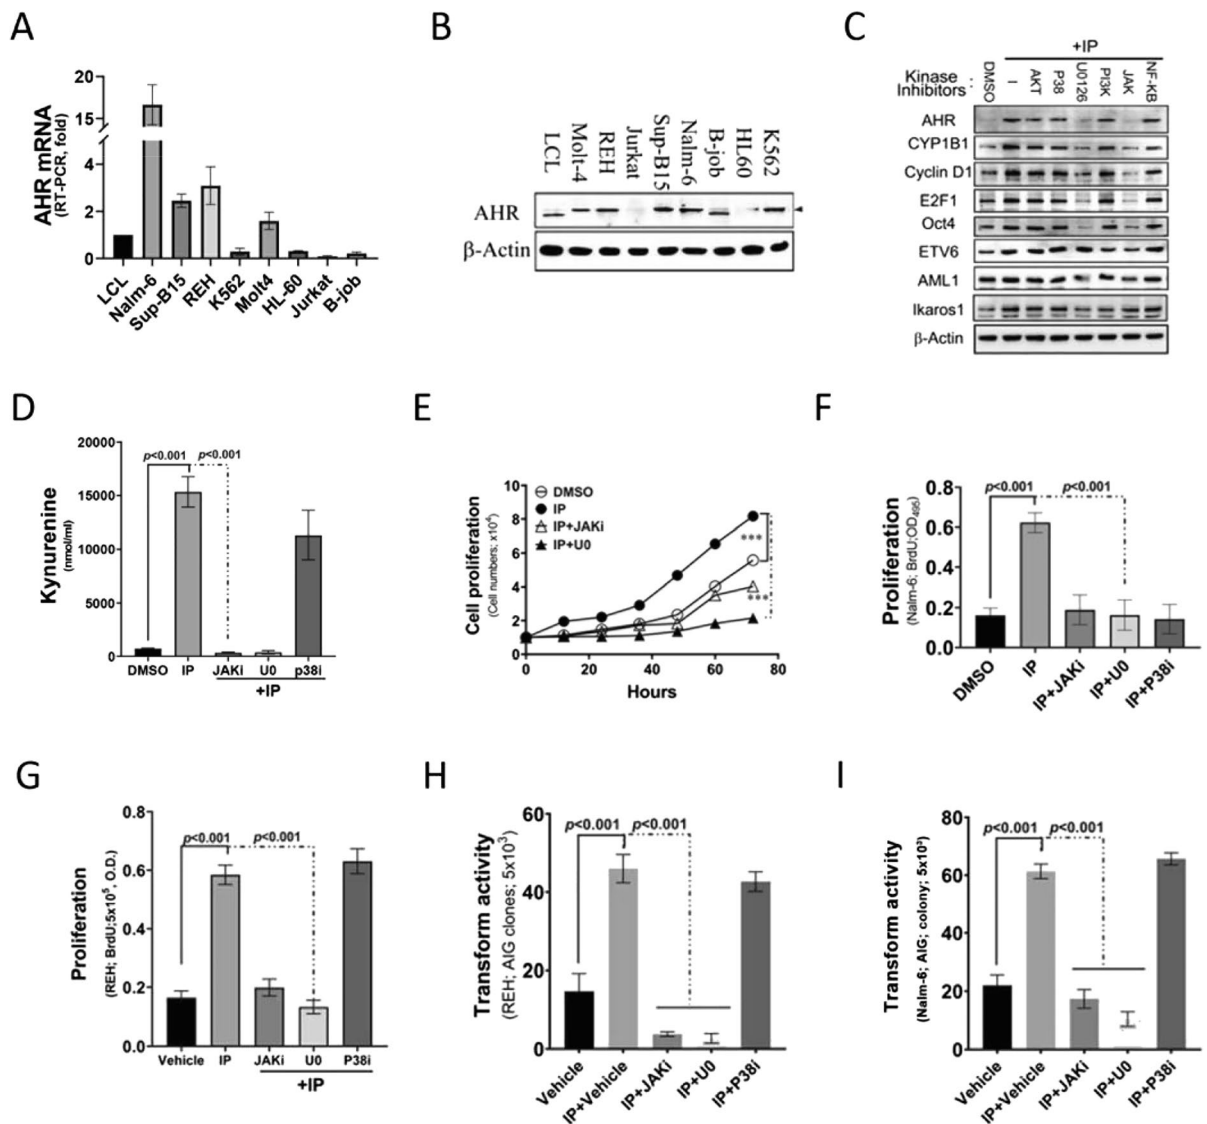 A
AHR mRNA
(RT-PCR, fold)
20
15
4
2
0
LCL
Nalm-6
Sup-B15
REH
K562
Molt4
HL-60
Jurkat
B-job
B
LCL
Molt-4
REH
Jurkat
Sup-B15
Nalm-6
B-job
HL60
K562
AHR
β-Actin
C
+IP
Kinase
Inhibitors :
DMSO
–
AKT
P38
U0126
PI3K
JAK
NF-KB
AHR
CYP1B1
Cyclin D1
E2F1
Oct4
ETV6
AML1
Ikaros1
β-Actin
D
Kynurenine
(nmol/ml)
20000
15000
10000
5000
0
p<0.001
p<0.001
DMSO
IP
JAKi
U0
p38i
+IP
E
Cell proliferation
(Cell numbers; x10⁴)
10
8
6
4
2
0
DMSO
IP
IP+JAKi
IP+U0
***
***
0
20
40
60
80
Hours
F
Proliferation
(Nalm-6; BrdU;OD₄₉₅)
0.8
0.6
0.4
0.2
0.0
p<0.001
p<0.001
DMSO
IP
IP+JAKi
IP+U0
IP+P38i
G
Proliferation
(REH; BrdU;5x10⁵, O.D.)
0.8
0.6
0.4
0.2
0.0
p<0.001
p<0.001
Vehicle
IP
JAKi
U0
P38i
+IP
H
Transform activity
(REH; AIG clones; 5x10³)
60
40
20
0
p<0.001
p<0.001
Vehicle
IP+Vehicle
IP+JAKi
IP+U0
IP+P38i
I
Transform activity
(Nalm-6; AIG; colony; 5x10³)
80
60
40
20
0
p<0.001
p<0.001
Vehicle
IP+Vehicle
IP+JAKi
IP+U0
IP+P38i